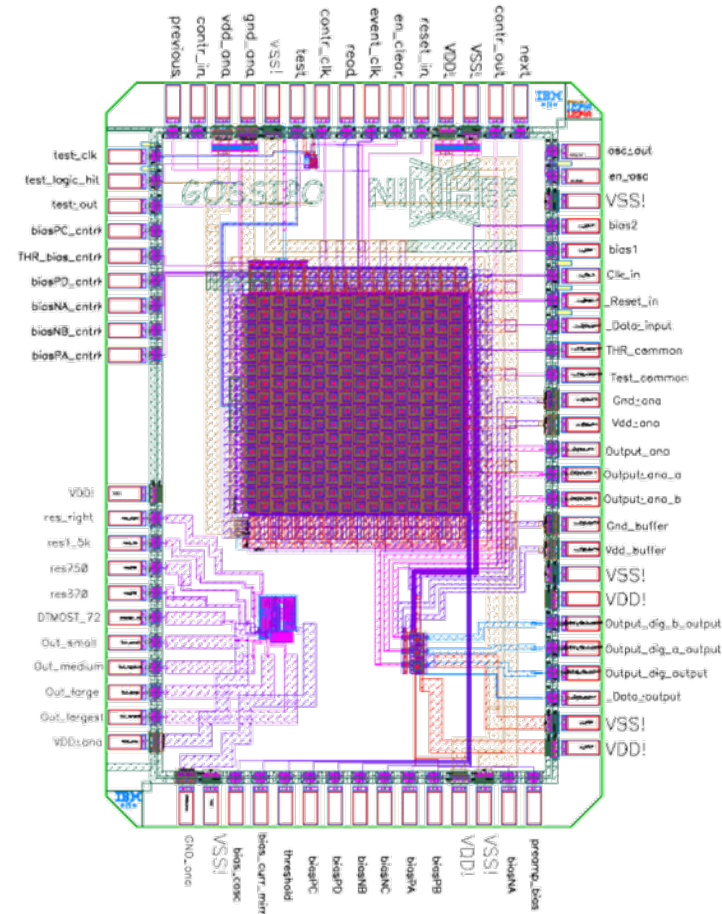 previous
contr_in
vdd_ana
gnd_ana
VSS!
test
contr_clk
read
event_clk
en_clear
reset_in
VDD!
VSS!
contr_out
next
IBM
GOSSIPO NIKHEF
test_clk
test_logic_hit
test_out
biasPC_cntrl
THR_bias_cntrl
biasPD_cntrl
biasNA_cntrl
biasNB_cntrl
biasPA_cntrl
VDD!
res_right
res1_5k
res750
res370
DTMOST_72
Out_small
Out_medium
Out_large
Out_largest
VDD:ana
osc_out
en_osc
VSS!
bias2
bias1
Clk_in
_Reset_in
_Data_input
THR_common
Test_common
Gnd_ana
Vdd_ana
Output_ana
Output_ana_a
Output_ana_b
Gnd_buffer
Vdd_buffer
VSS!
VDD!
Output_dig_b_output
Output_dig_a_output
Output_dig_output
_Data_output
VSS!
VDD!
IBM
IBM
GND_ana
VSS!
bias_casc
bias_curr_mirr
threshold
biasPC
biasPD
biasNB
biasNC
biasPA
biasPB
VDD!
VSS!
biasNA
preamp_bias